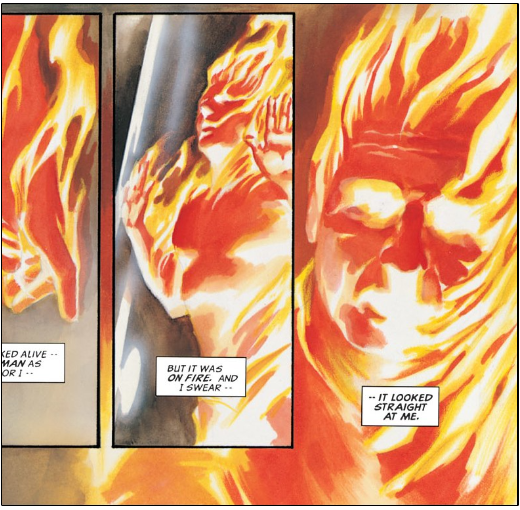 KED ALIVE --
MAN AS
OR I --
BUT IT WAS
ON FIRE. AND
I SWEAR --
-- IT LOOKED
STRAIGHT
AT ME.